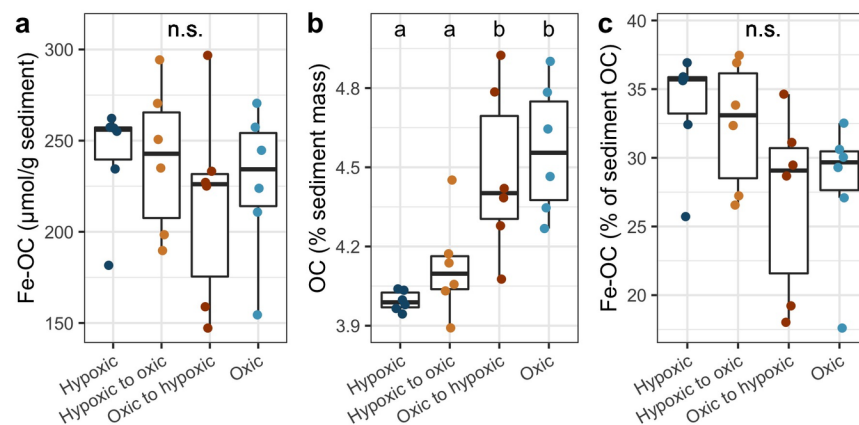 a
n.s.
Fe-OC (μmol/g sediment)
300
250
200
150
Hypoxic
Hypoxic to oxic
Oxic to hypoxic
Oxic
b
a a b b
OC (% sediment mass)
4.8
4.5
4.2
3.9
Hypoxic
Hypoxic to oxic
Oxic to hypoxic
Oxic
c
n.s.
Fe-OC (% of sediment OC)
40
35
30
25
20
Hypoxic
Hypoxic to oxic
Oxic to hypoxic
Oxic